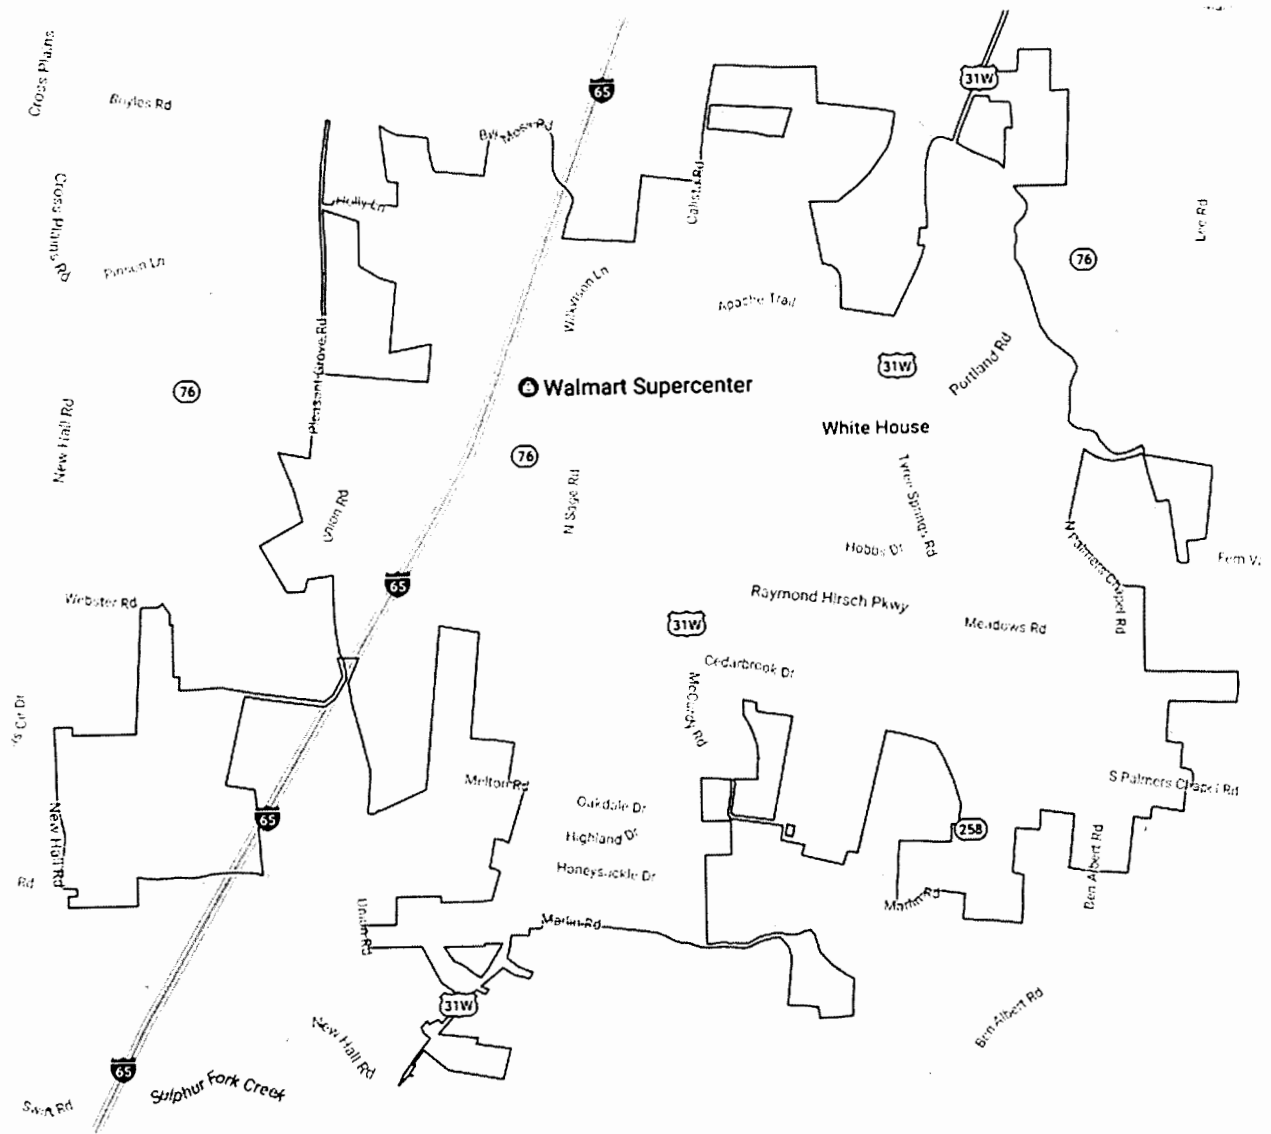 Cross Plains
65
31W
Boyles Rd
Cross Plains Rd
Holly Ln
Calista Rd
Lee Rd
76
Pinson Ln
Wilkinson Ln
Apache Trail
Pleasant Grove Rd
31W
Portland Rd
76
Walmart Supercenter
New Hall Rd
White House
76
Union Rd
N Sage Rd
Tyree Springs Rd
Hobbs Dr
N Palmers Chapel Rd
65
Webster Rd
Raymond Hirsch Pkwy
31W
Meadows Rd
Cedarbrook Dr
McCurdy Rd
Melton Rd
S Palmers Chapel Rd
Oakdale Dr
65
New Hall Rd
Highland Dr
258
Ben Albert Rd
Honeysuckle Dr
Rd
Marlin Rd
Union Rd
Marlin Rd
31W
New Hall Rd
Ben Albert Rd
65
Sulphur Fork Creek
Swift Rd